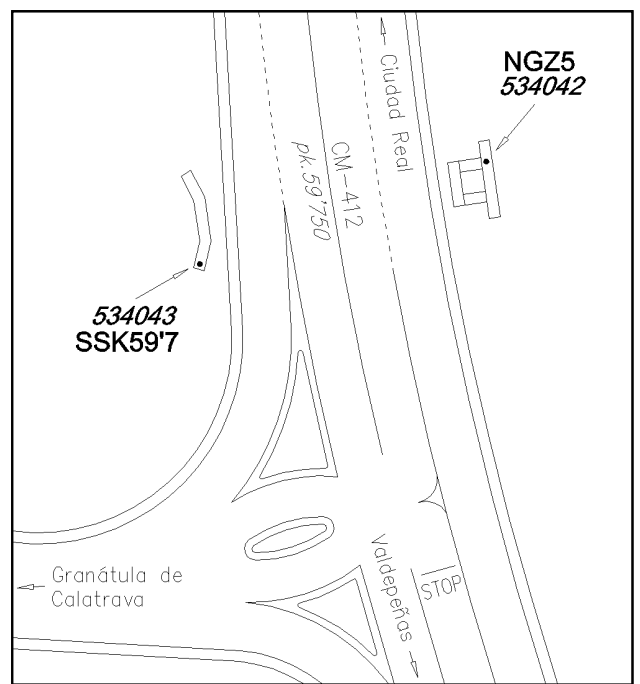 NGZ5
534042
Ciudad Real
CM-412
pk.59'750
534043
SSK59'7
Granátula de
Calatrava
Valdepeñas
STOP